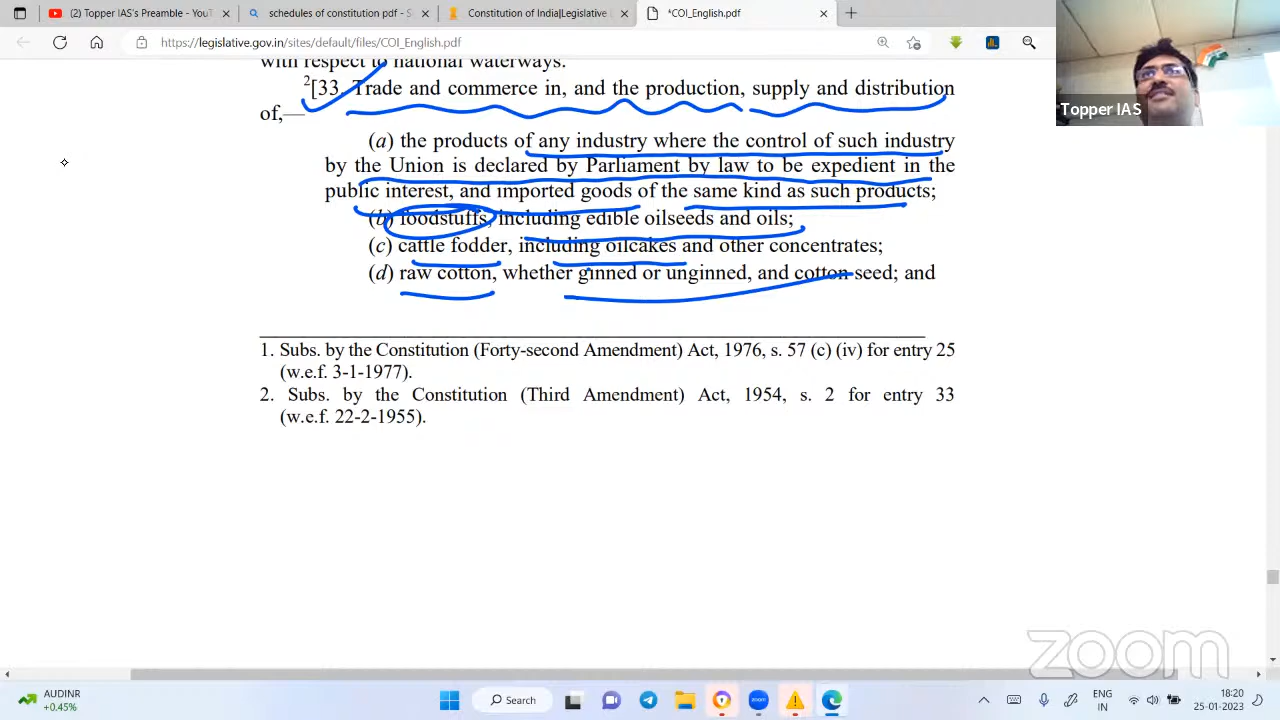 (2) Topper IAS's Preamble - YouT
schedules of constitution pdf - S
Constitution of India|Legislative
*COI_English.pdf
https://legislative.gov.in/sites/default/files/COI_English.pdf
Topper IAS
with respect to national waterways.
2[33. Trade and commerce in, and the production, supply and distribution
of,—
(a) the products of any industry where the control of such industry
by the Union is declared by Parliament by law to be expedient in the
public interest, and imported goods of the same kind as such products;
(b) foodstuffs, including edible oilseeds and oils;
(c) cattle fodder, including oilcakes and other concentrates;
(d) raw cotton, whether ginned or unginned, and cotton seed; and
1. Subs. by the Constitution (Forty-second Amendment) Act, 1976, s. 57 (c) (iv) for entry 25
(w.e.f. 3-1-1977).
2. Subs. by the Constitution (Third Amendment) Act, 1954, s. 2 for entry 33
(w.e.f. 22-2-1955).
zoom
AUDINR
+0.45%
Search
zoom
ENG
IN
18:20
25-01-2023